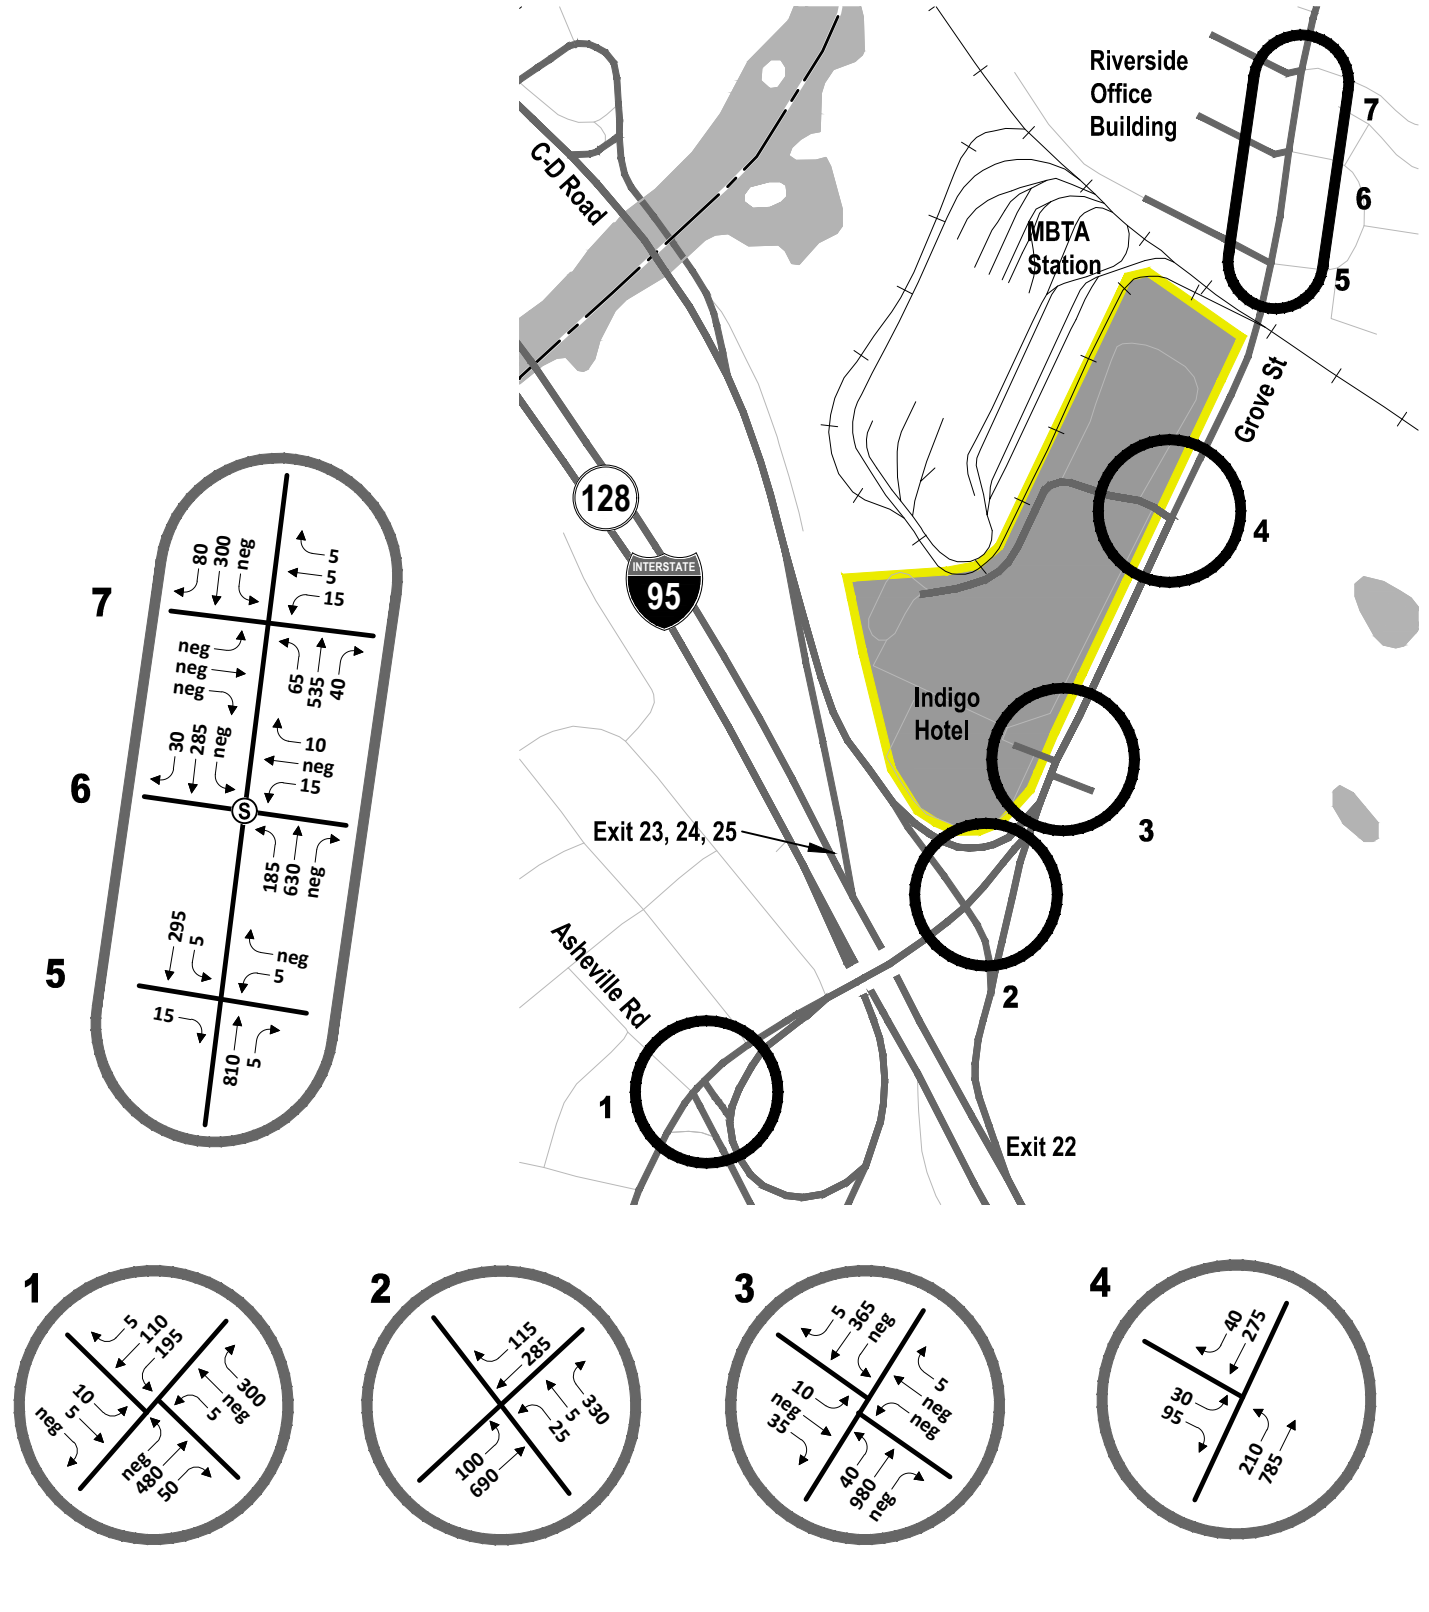 Riverside
Office
Building
7
6
5
C-D Road
MBTA
Station
Grove St
128
INTERSTATE
95
4
Indigo
Hotel
3
Exit 23, 24, 25
2
Asheville Rd
1
Exit 22
7
80
300
neg
5
5
15
neg
neg
neg
65
535
40
6
30
285
neg
10
neg
15
S
185
630
neg
5
295
5
neg
5
15
810
5
1
5
110
195
300
neg
5
10
5
neg
neg
480
50
2
115
285
330
5
25
100
690
3
5
365
neg
5
neg
neg
10
neg
35
40
980
neg
4
40
275
30
95
210
785